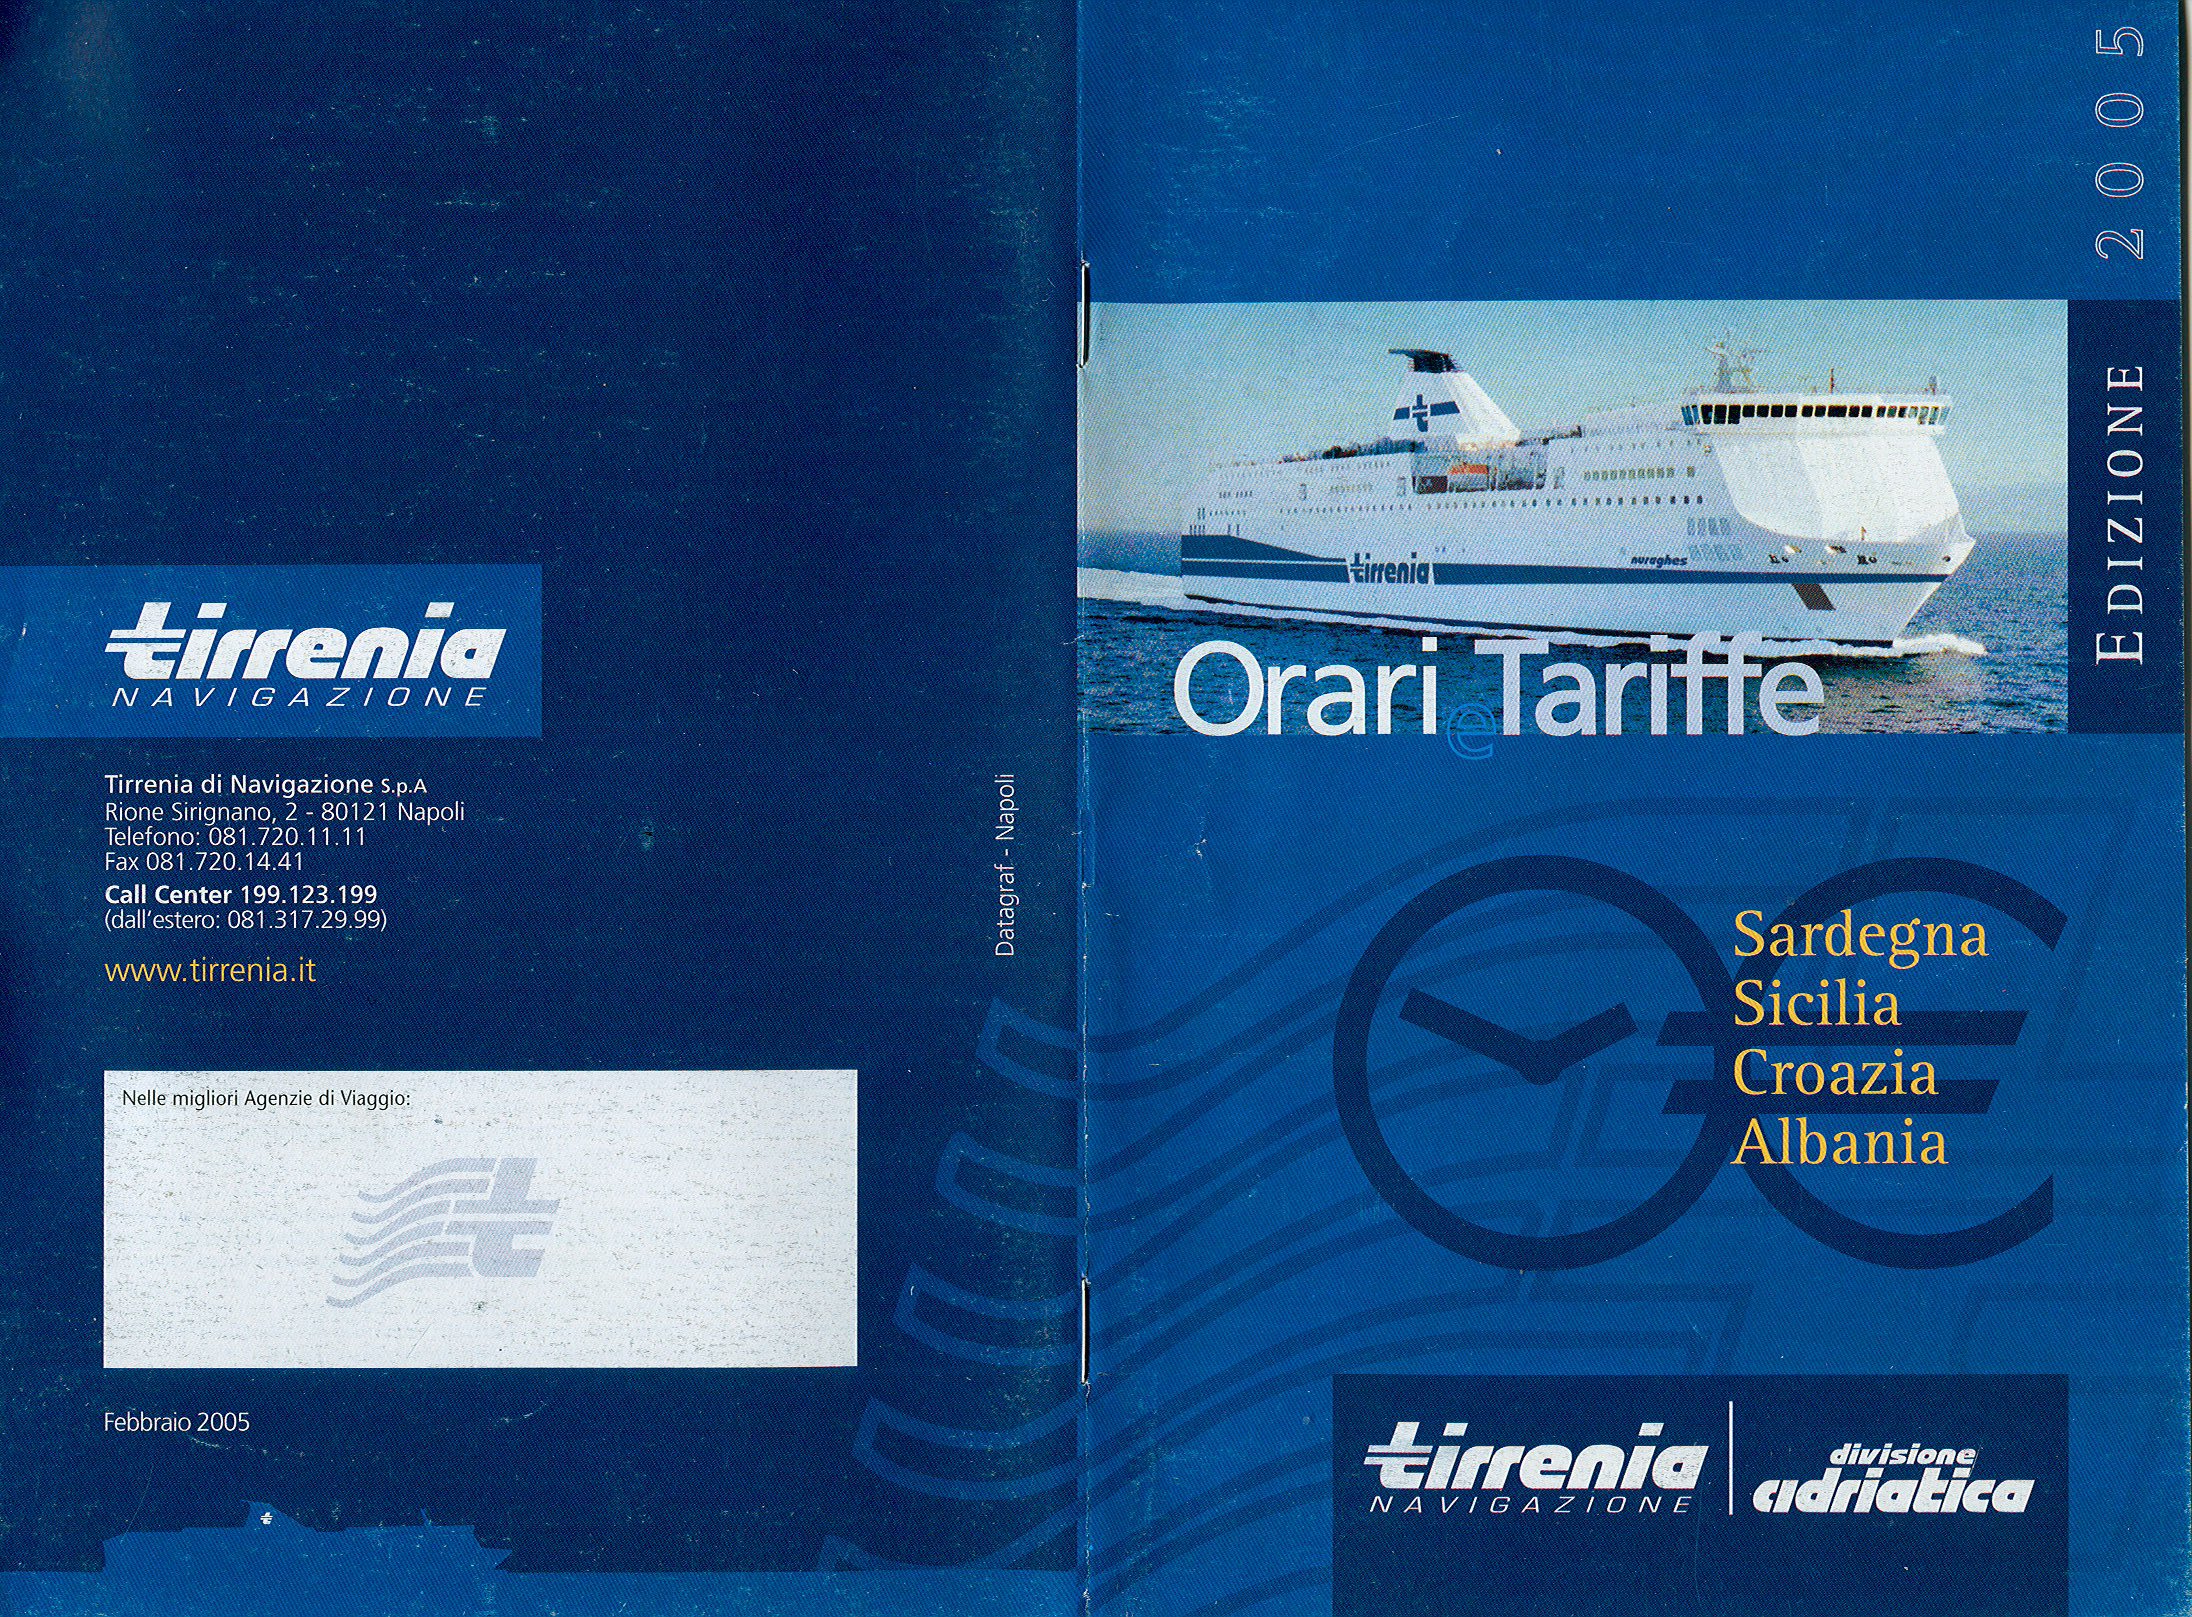 tirrenia
NAVIGAZIONE
Tirrenia di Navigazione S.p.A
Rione Sirignano, 2 - 80121 Napoli
Telefono: 081.720.11.11
Fax 081.720.14.41
Call Center 199.123.199
(dall'estero: 081.317.29.99)
www.tirrenia.it
Nelle migliori Agenzie di Viaggio:
Febbraio 2005
Datagraf - Napoli
EDIZIONE 2005
tirrenia
nuraghes
Orari e Tariffe
Sardegna
Sicilia
Croazia
Albania
tirrenia
NAVIGAZIONE
divisione
adriatica